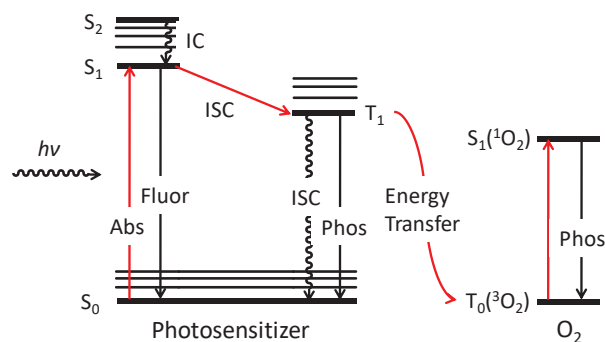 S₂
IC
S₁
ISC
T₁
S₁(¹O₂)
hν
Fluor
ISC
Energy
Transfer
Abs
Phos
Phos
S₀
T₀(³O₂)
Photosensitizer
O₂